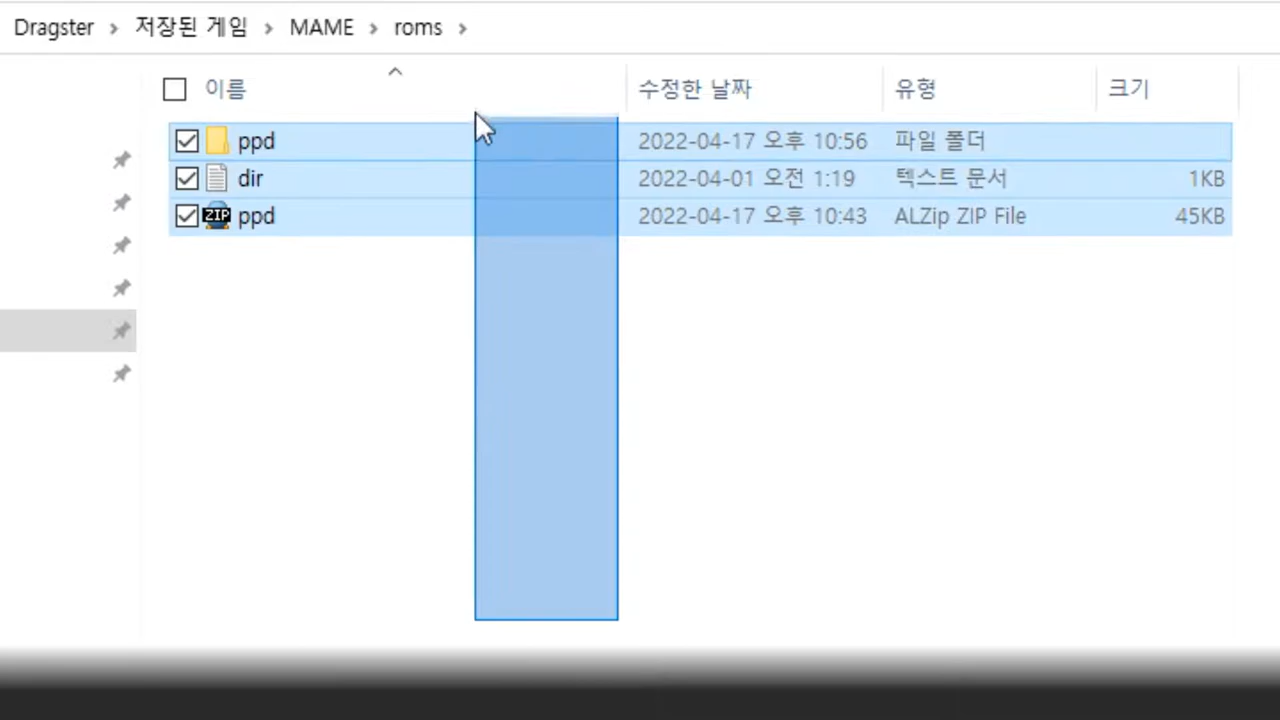 Dragster > 저장된 게임 > MAME > roms >
이름 수정한 날짜 유형 크기
ppd 2022-04-17 오후 10:56 파일 폴더
dir 2022-04-01 오전 1:19 텍스트 문서 1KB
ZIP ppd 2022-04-17 오후 10:43 ALZip ZIP File 45KB